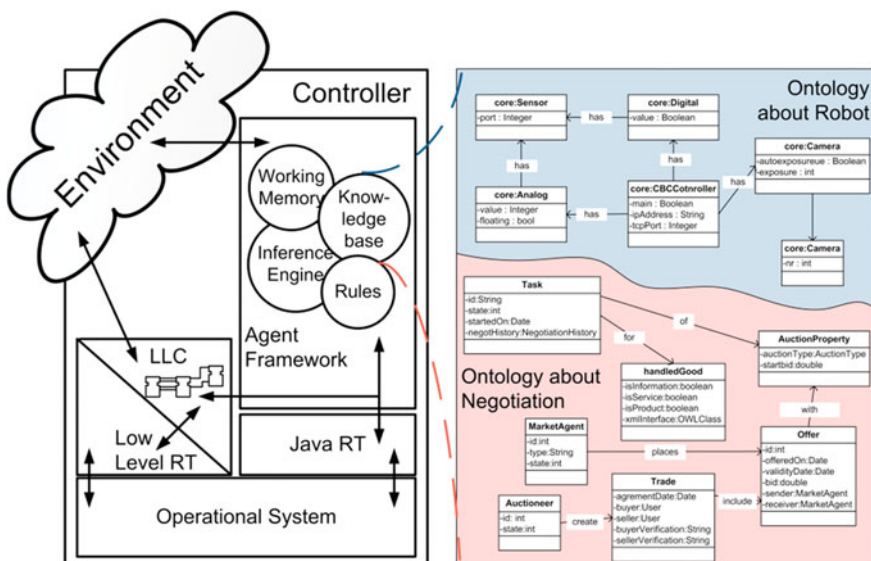 Environment
Controller
Working
Memory
Know-
ledge
base
Inference
Engine
Rules
Agent
Framework
LLC
Low
Level RT
Java RT
Operational System
Ontology
about Robot
core:Sensor
-port : Integer
has
core:Digital
-value : Boolean
has
has
core:Camera
-autoexposureue : Boolean
-exposure : int
core:Analog
-value : Integer
-floating : bool
has
core:CBCCotnroller
-main : Boolean
-ipAddress : String
-tcpPort : Integer
has
core:Camera
-nr : int
Task
-id:String
-state:int
-startedOn:Date
-negotHistory:NegotiationHistory
of
for
AuctionProperty
-auctionType:AuctionType
-startbid:double
Ontology about
Negotiation
handledGood
-isInformation:boolean
-isService:boolean
-isProduct:boolean
-xmlInterface:OWLClass
with
MarketAgent
-id:int
-type:String
-state:int
places
Offer
-id:int
-offeredOn:Date
-validityDate:Date
-bid:double
-sender:MarketAgent
-receiver:MarketAgent
Auctioneer
-id: int
-state:int
create
Trade
-agrementDate:Date
-buyer:User
-seller:User
-buyerVerification:String
-sellerVerification:String
include